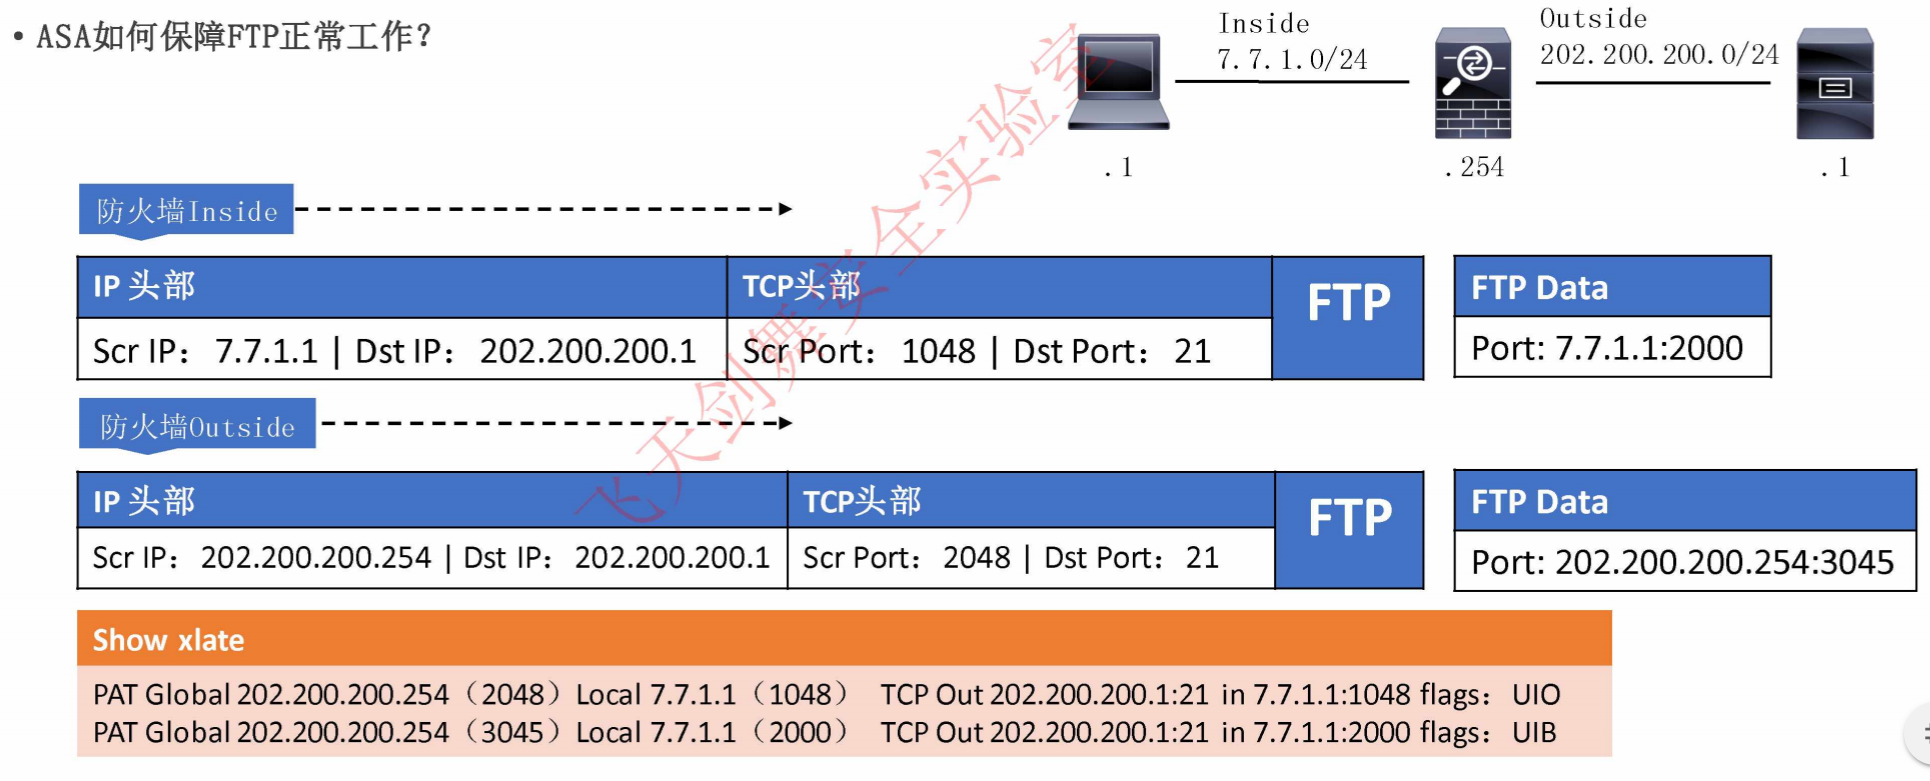 • ASA如何保障FTP正常工作?
Inside
7.7.1.0/24
Outside
202.200.200.0/24
.1
.254
.1
防火墙Inside
IP 头部
TCP头部
FTP
FTP Data
Scr IP: 7.7.1.1 | Dst IP: 202.200.200.1
Scr Port: 1048 | Dst Port: 21
Port: 7.7.1.1:2000
防火墙Outside
IP 头部
TCP头部
FTP
FTP Data
Scr IP: 202.200.200.254 | Dst IP: 202.200.200.1
Scr Port: 2048 | Dst Port: 21
Port: 202.200.200.254:3045
Show xlate
PAT Global 202.200.200.254（2048）Local 7.7.1.1（1048） TCP Out 202.200.200.1:21 in 7.7.1.1:1048 flags: UIO
PAT Global 202.200.200.254（3045）Local 7.7.1.1（2000） TCP Out 202.200.200.1:21 in 7.7.1.1:2000 flags: UIB
飞天剑舞安全实验室